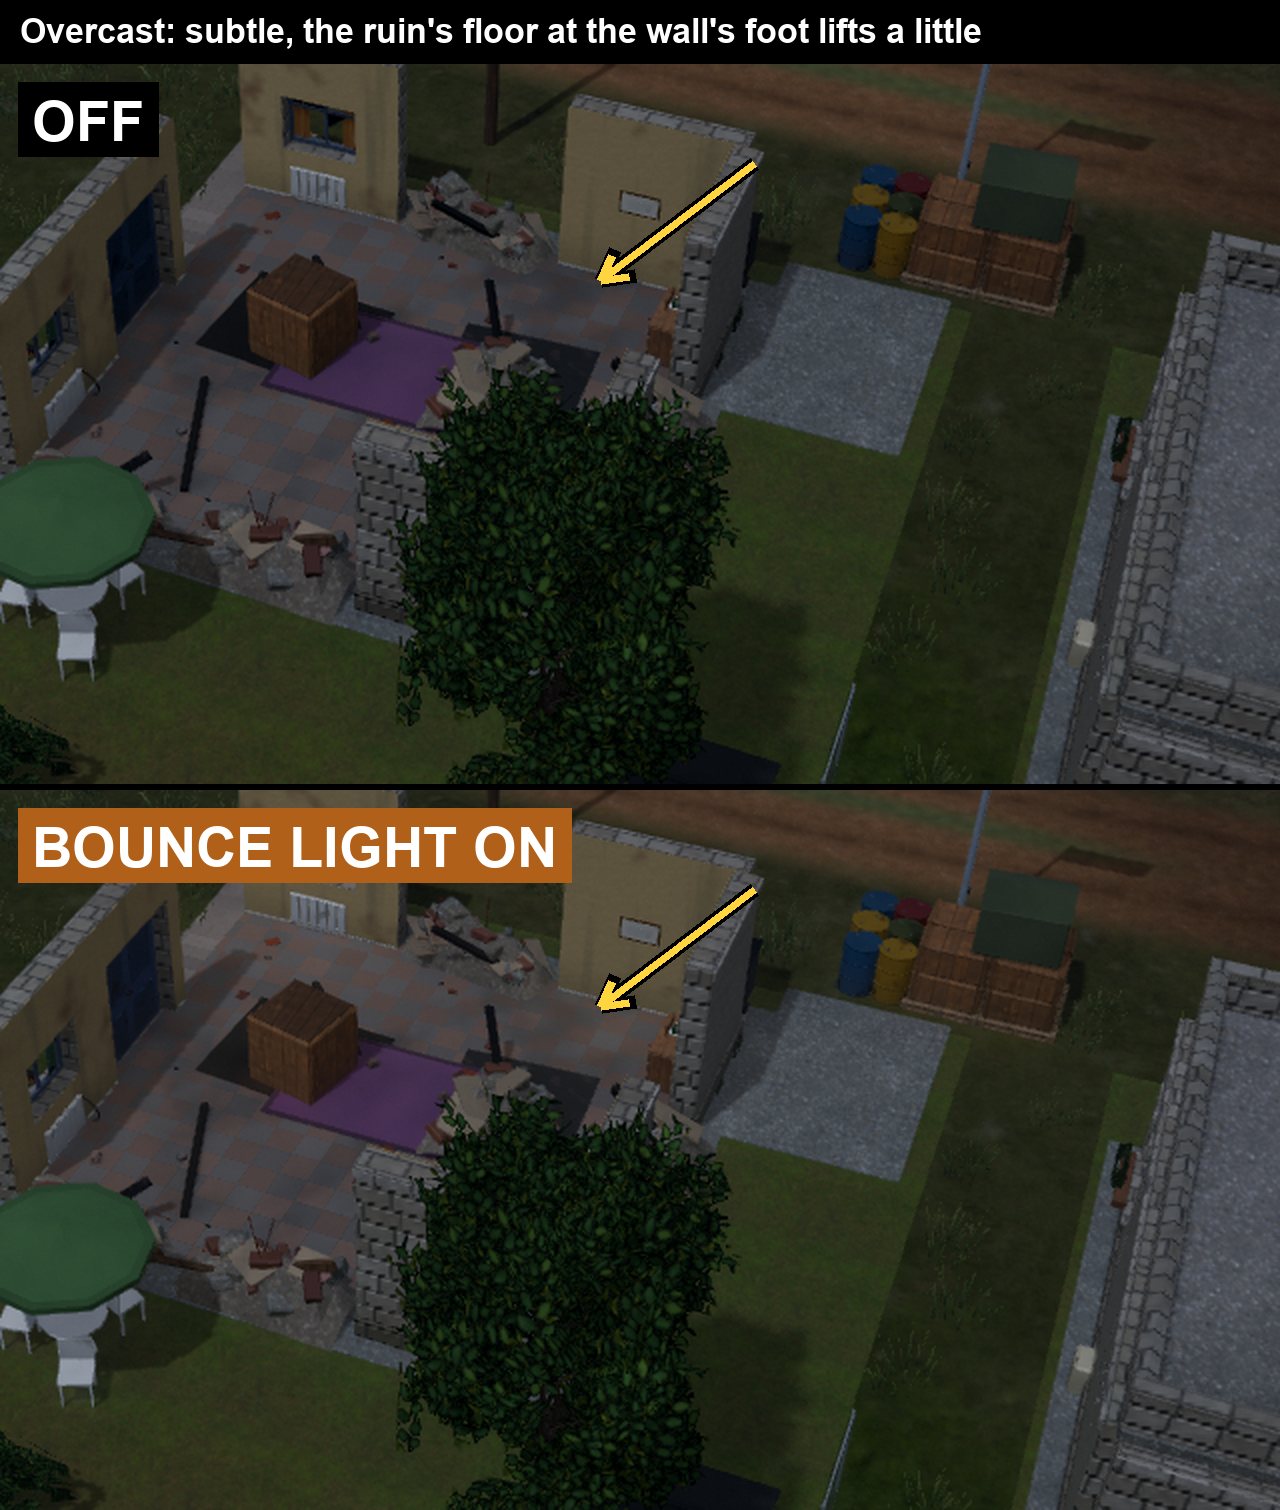 Overcast: subtle, the ruin's floor at the wall's foot lifts a little
OFF
BOUNCE LIGHT ON